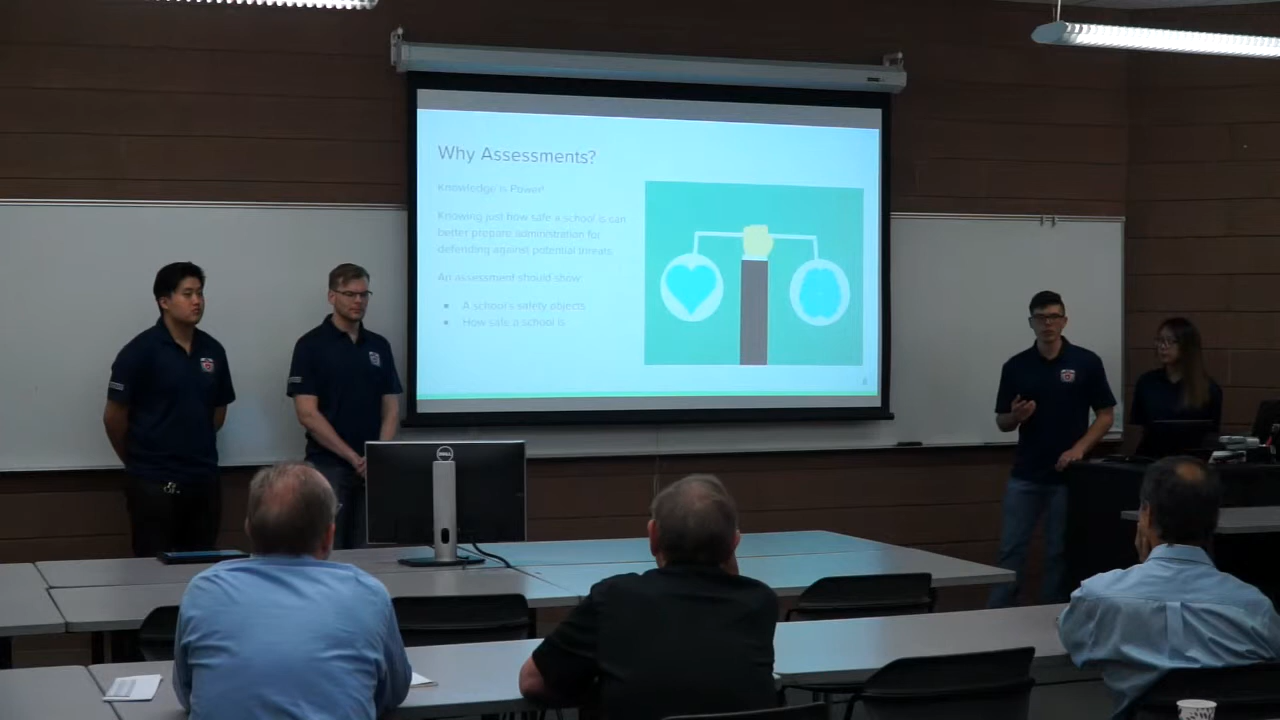 Why Assessments?
Knowledge is Power!
Knowing just how safe a school is can
better prepare administration for
defending against potential threats
An assessment should show:
▪ A school's safety objects
▪ How safe a school is
DELL